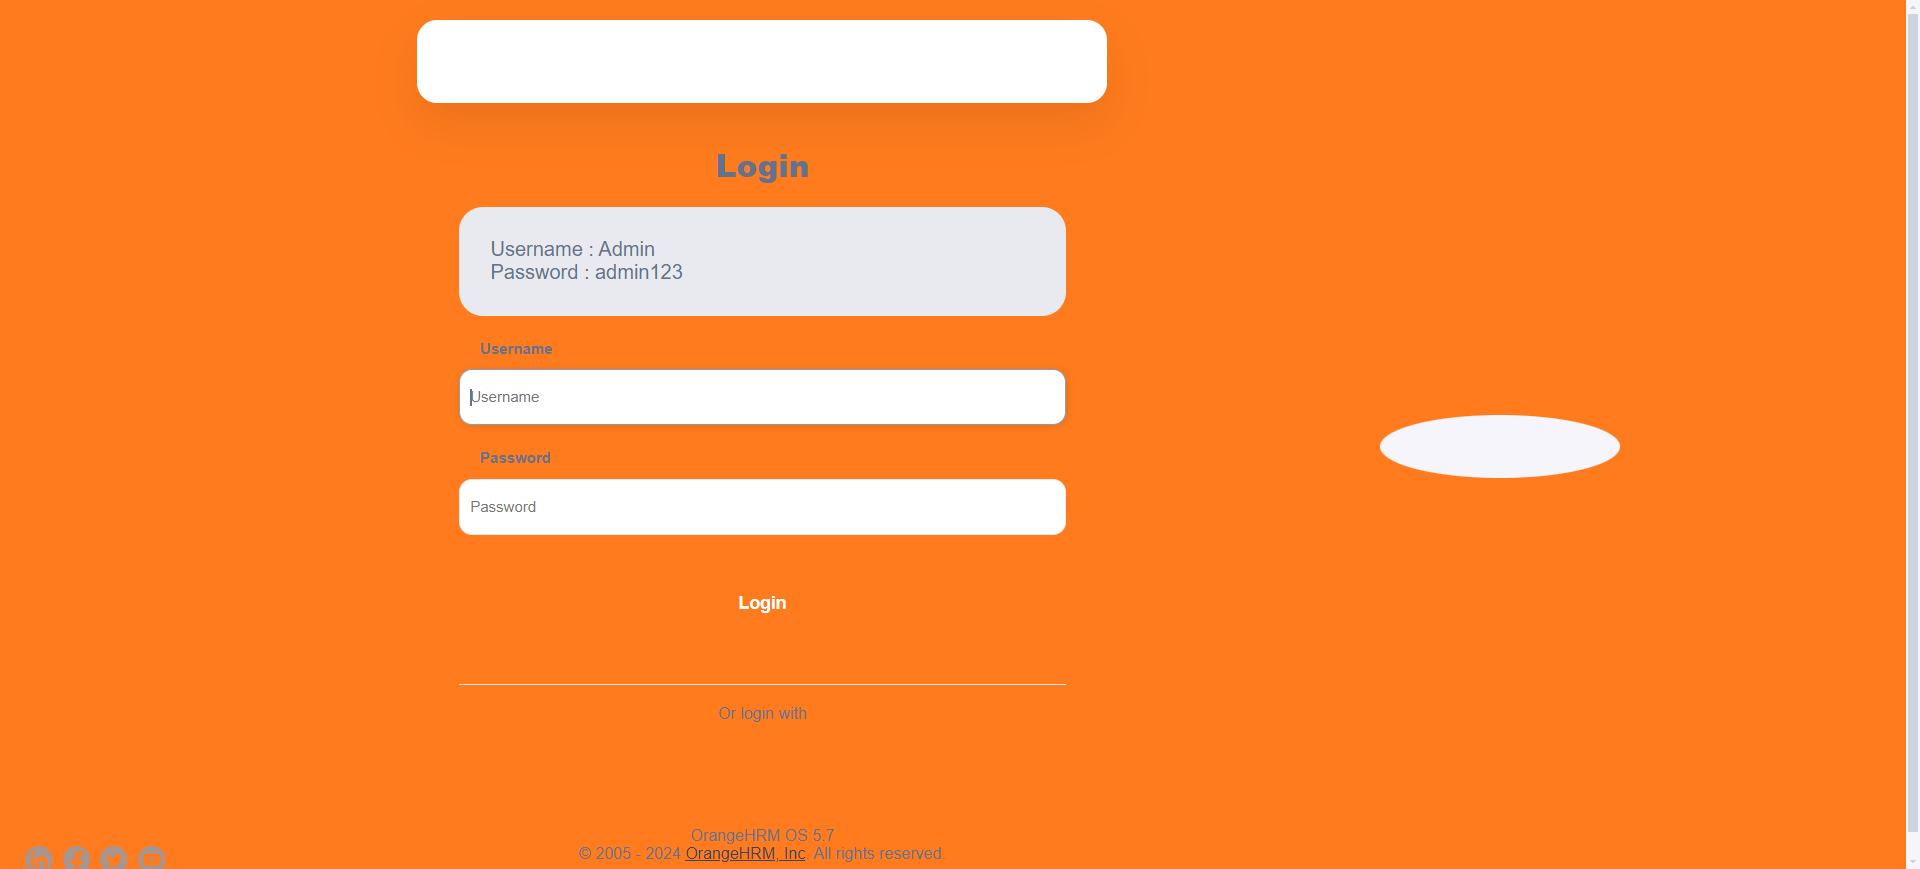 Login
Username : Admin
Password : admin123
Username
Username
Password
Password
Login
Or login with
OrangeHRM OS 5.7
© 2005 - 2024 OrangeHRM, Inc. All rights reserved.